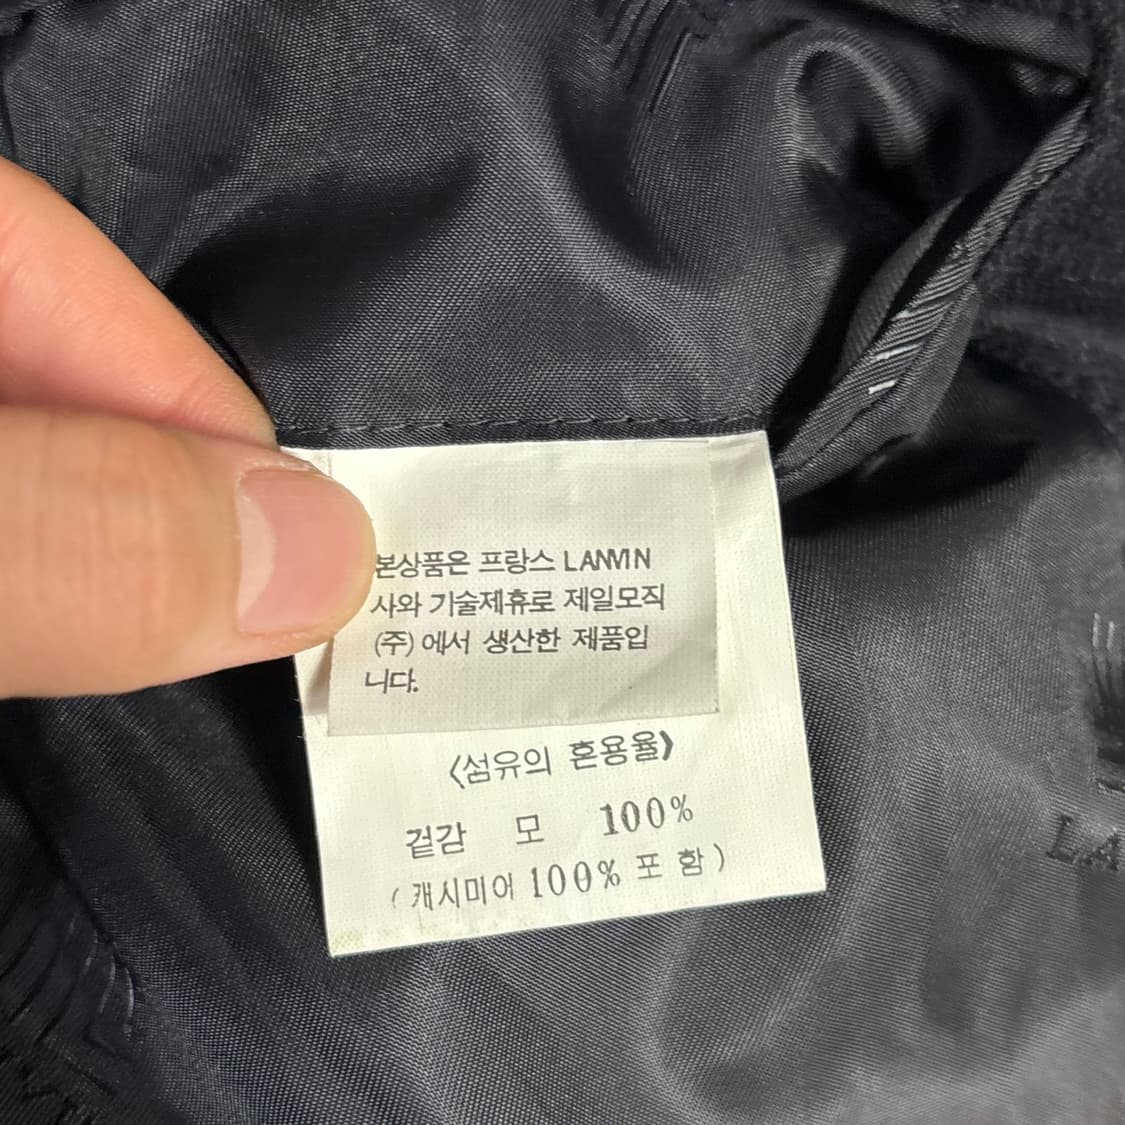 본상품은 프랑스 LANVIN
사와 기술제휴로 제일모직
(주)에서 생산한 제품입
니다.
〈섬유의 혼용율〉
겉감 모 100%
(캐시미어 100% 포함)
LA